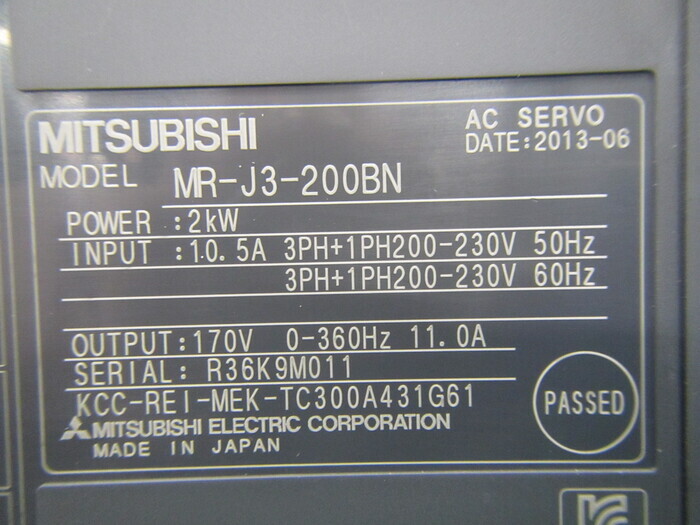 MITSUBISHI
AC SERVO
DATE:2013-06
MODEL MR-J3-200BN
POWER :2kW
INPUT :10.5A 3PH+1PH200-230V 50Hz
3PH+1PH200-230V 60Hz
OUTPUT:170V 0-360Hz 11.0A
SERIAL: R36K9M011
KCC-REI-MEK-TC300A431G61
PASSED
MITSUBISHI ELECTRIC CORPORATION
MADE IN JAPAN